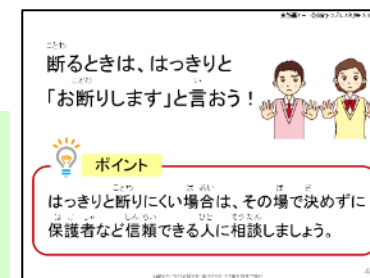 断るときは、はっきりと
「お断りします」と言おう！
ポイント
はっきりと断りにくい場合は、その場で決めずに
保護者など信頼できる人に相談しましょう。
4